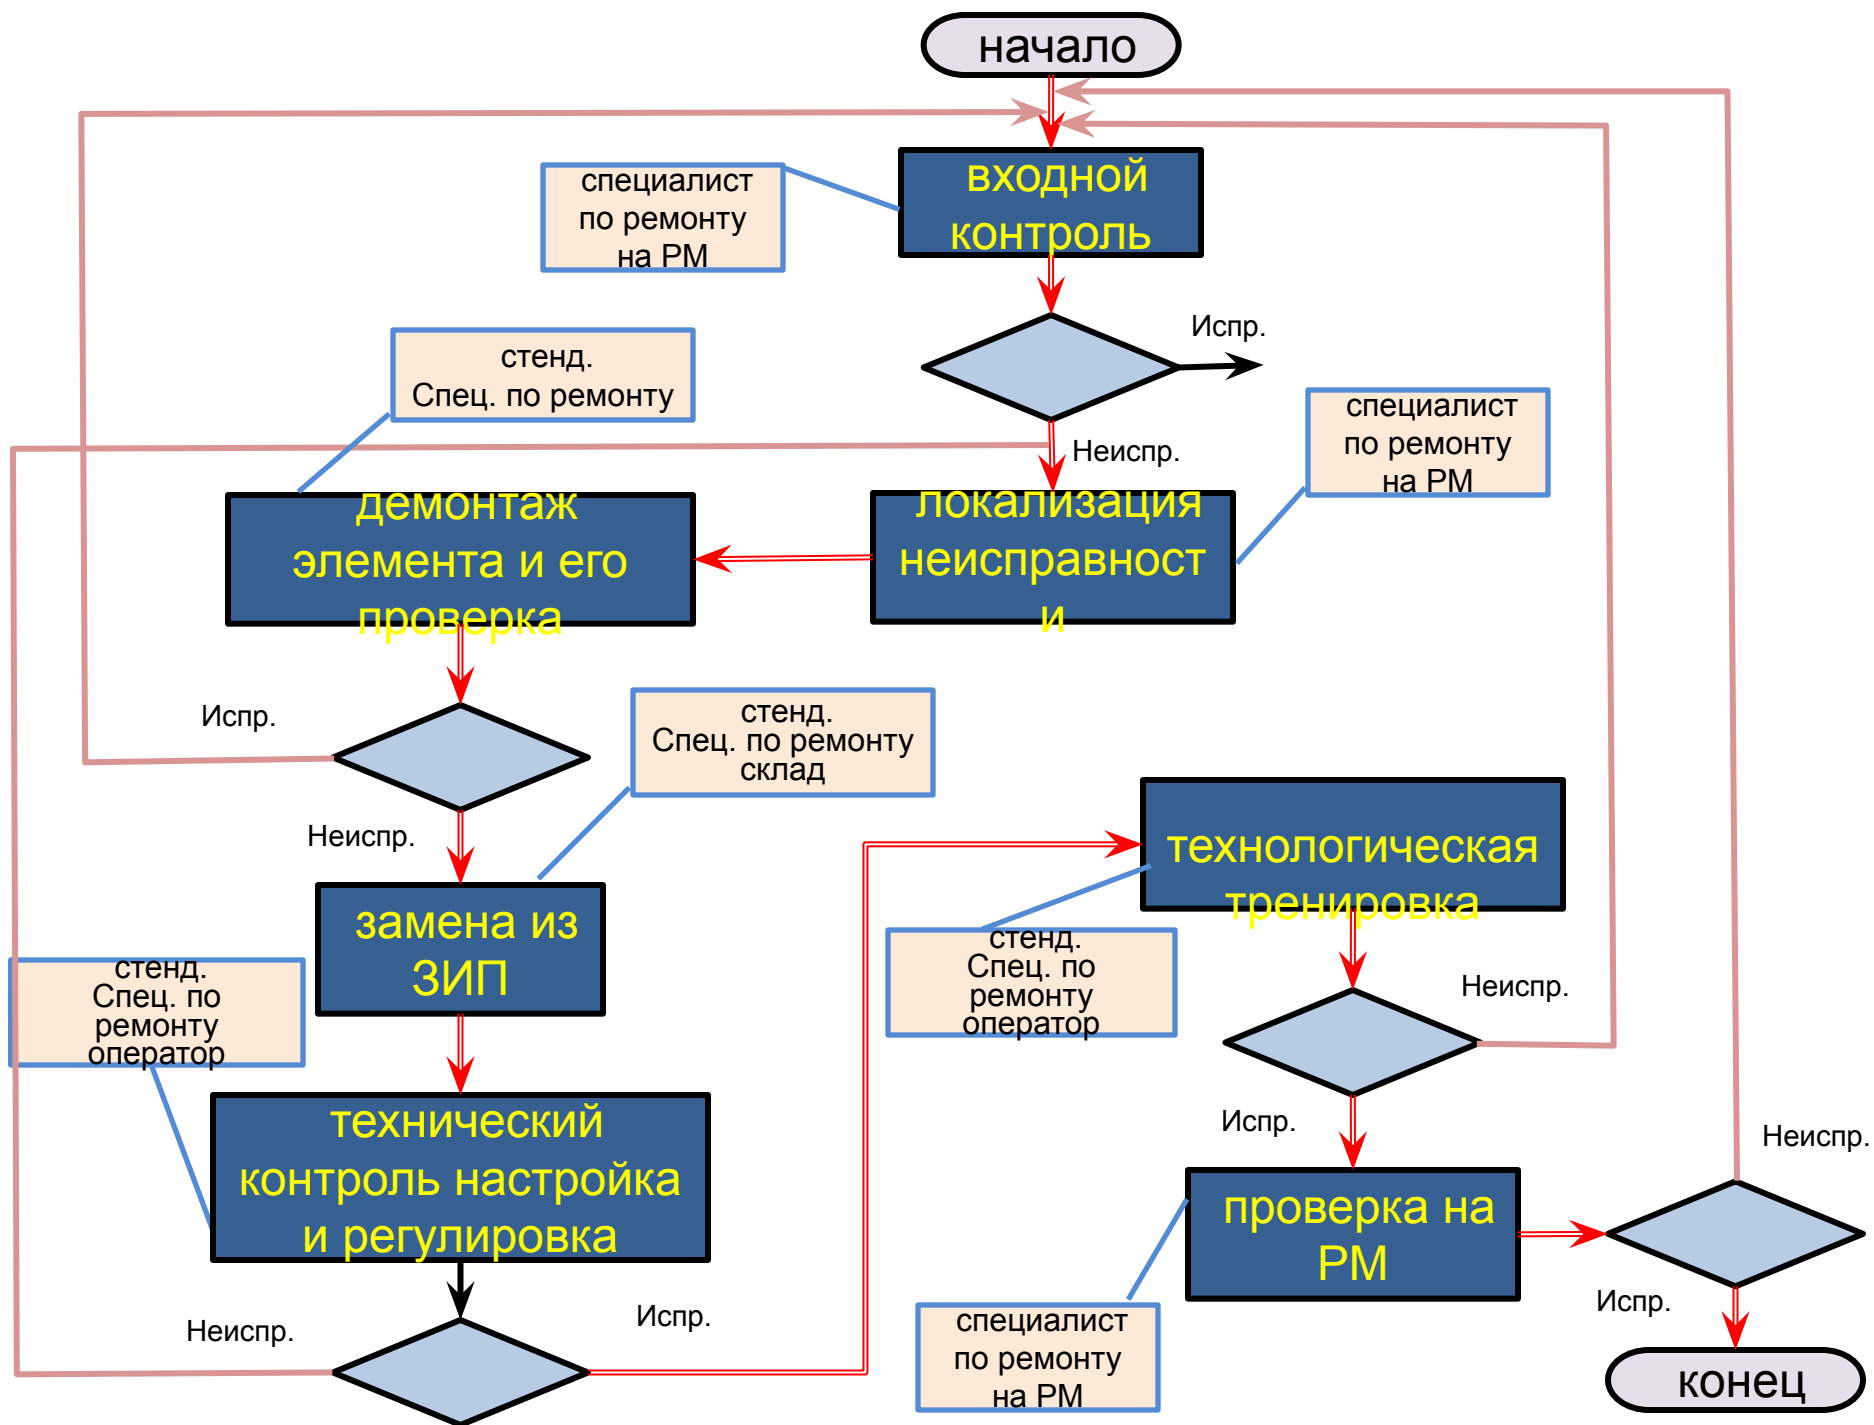 начало
входной
контроль
специалист
по ремонту
на РМ
Испр.
стенд.
Спец. по ремонту
Неиспр.
специалист
по ремонту
на РМ
демонтаж
элемента и его
проверка
локализация
неисправност
и
Испр.
стенд.
Спец. по ремонту
склад
Неиспр.
технологическая
тренировка
замена из
ЗИП
стенд.
Спец. по
ремонту
оператор
стенд.
Спец. по
ремонту
оператор
Неиспр.
технический
контроль настройка
и регулировка
Испр.
Неиспр.
проверка на
РМ
Неиспр.
Испр.
Испр.
специалист
по ремонту
на РМ
конец